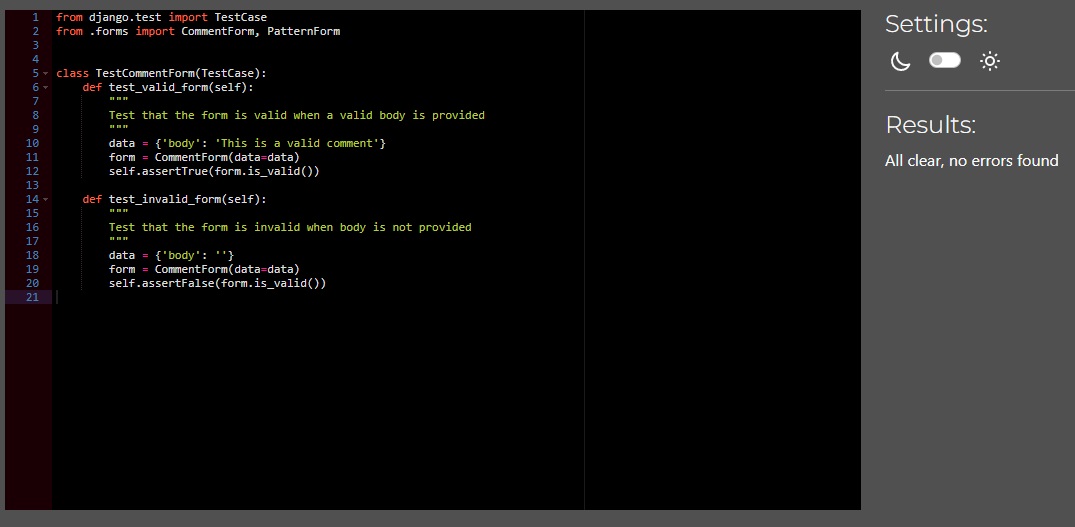 1 from django.test import TestCase
2 from .forms import CommentForm, PatternForm
3
4
5 class TestCommentForm(TestCase):
6     def test_valid_form(self):
7         """
8         Test that the form is valid when a valid body is provided
9         """
10         data = {'body': 'This is a valid comment'}
11         form = CommentForm(data=data)
12         self.assertTrue(form.is_valid())
13
14     def test_invalid_form(self):
15         """
16         Test that the form is invalid when body is not provided
17         """
18         data = {'body': ''}
19         form = CommentForm(data=data)
20         self.assertFalse(form.is_valid())
21
Settings:
Results:
All clear, no errors found